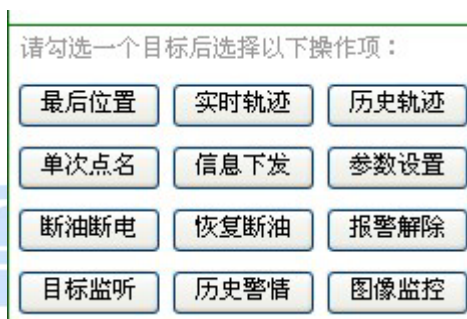 请勾选一个目标后选择以下操作项：
最后位置 实时轨迹 历史轨迹
单次点名 信息下发 参数设置
断油断电 恢复断油 报警解除
目标监听 历史警情 图像监控